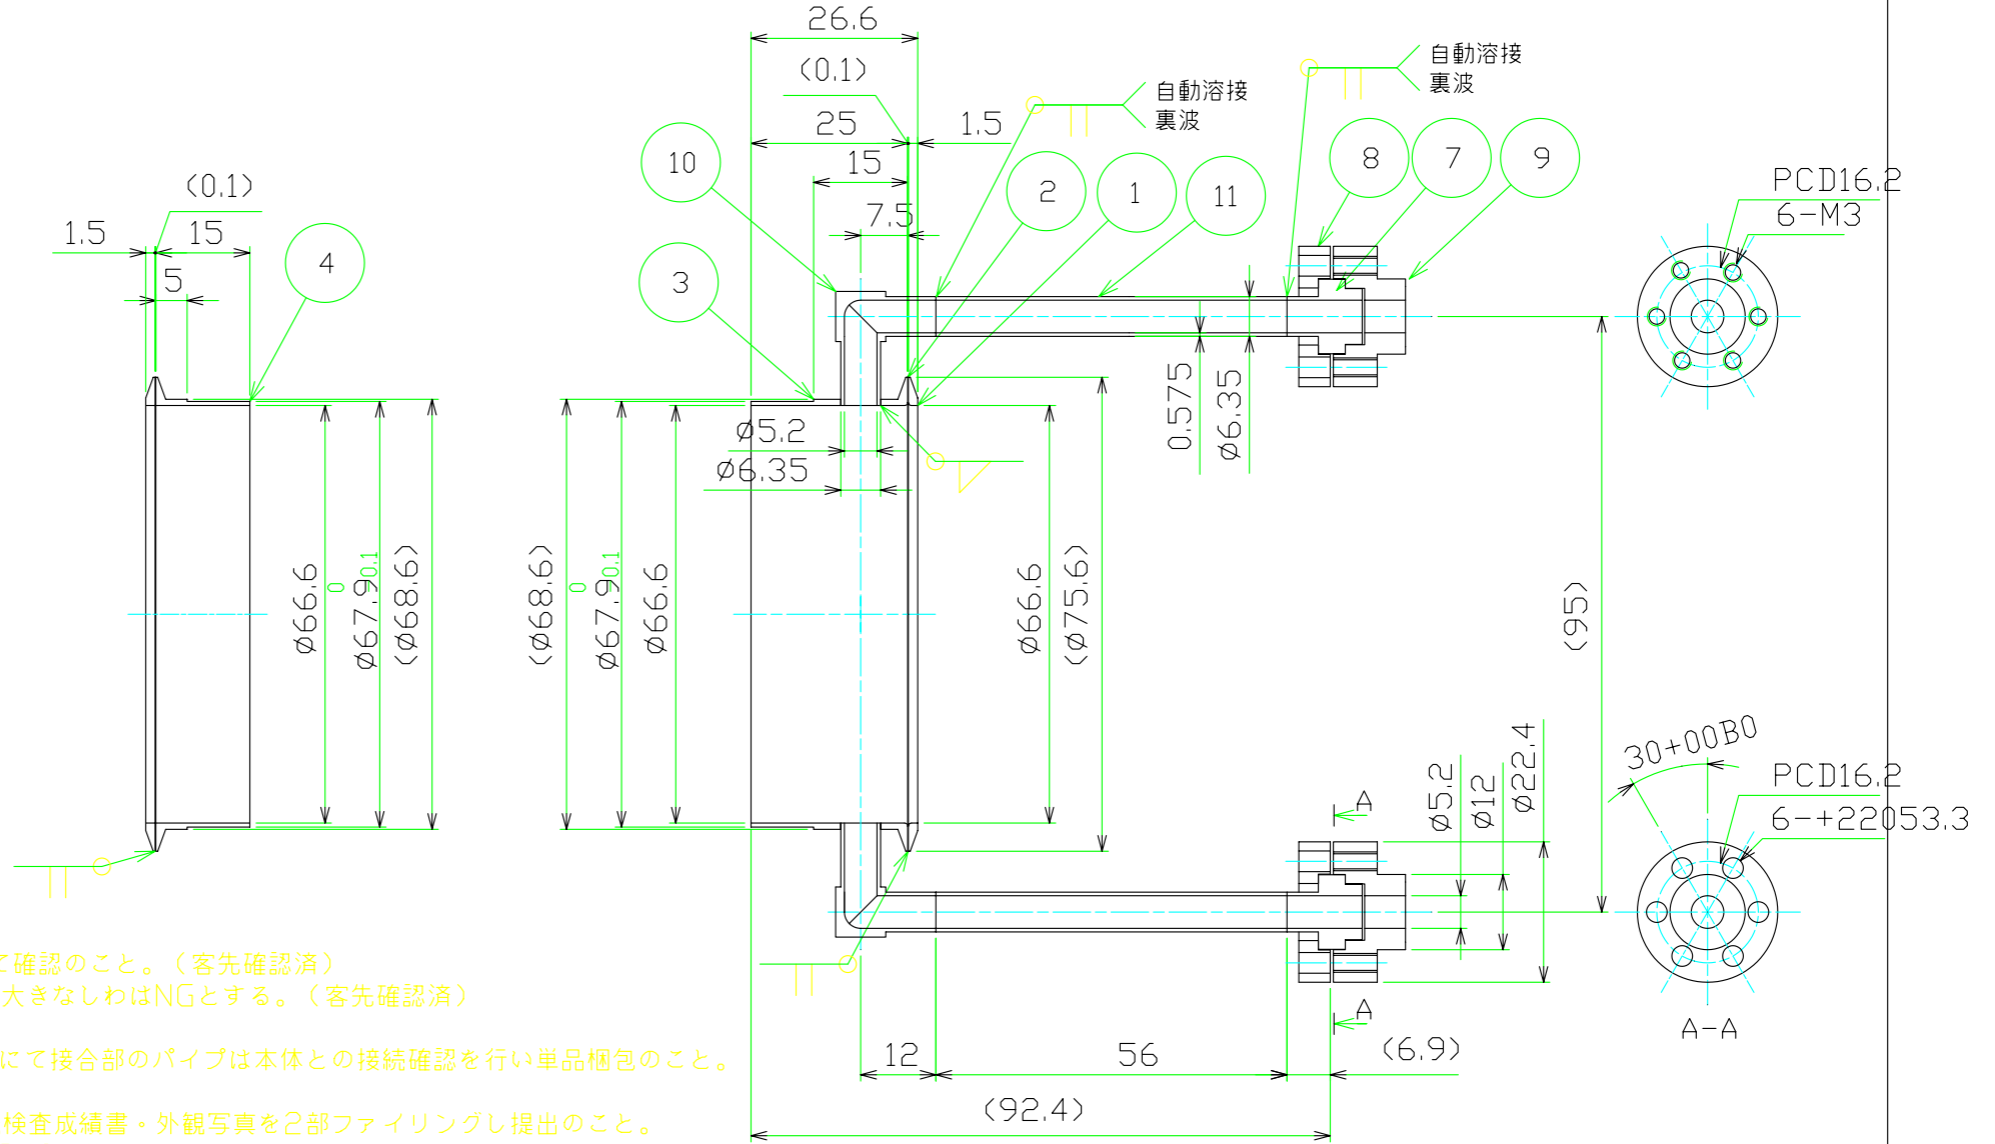 26.6
(0.1)
25
1.5
15
7.5
自動溶接
裏波
自動溶接
裏波
10
3
2
1
11
8
7
9
PCD16.2
6-M3
(0.1)
1.5
15
5
4
ø5.2
ø6.35
0.575
ø6.35
ø66.6
0
-0.1
ø67.9
(ø68.6)
(ø68.6)
0
-0.1
ø67.9
ø66.6
ø66.6
(ø75.6)
(95)
30+00B0
PCD16.2
6-+22053.3
ø5.2
ø12
ø22.4
A
A
A-A
12
56
(6.9)
(92.4)
て確認のこと。（客先確認済）
大きなしわはNGとする。（客先確認済）
にて接合部のパイプは本体との接続確認を行い単品梱包のこと。
検査成績書・外観写真を2部ファイリングし提出のこと。